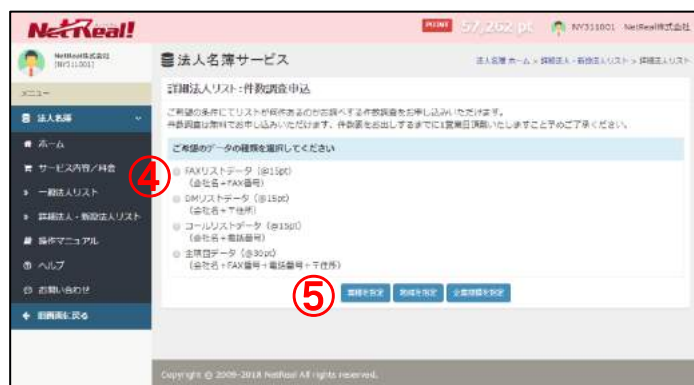 NetReal!
POINT 57,262 pt NY311001 NetReal株式会社
NetReal株式会社
[NY311001]
メニュー
法人名簿
ホーム
サービス内容/料金
一般法人リスト
詳細法人・新設法人リスト
操作マニュアル
ヘルプ
お問い合わせ
旧画面に戻る
法人名簿サービス
法人名簿 ホーム > 詳細法人・新設法人リスト > 詳細法人リスト
詳細法人リスト:件数調査申込
ご希望の条件にてリストが何件あるのかお調べする件数調査をお申し込みいただけます。
件数調査は無料でお申し込みいただけます。件数表をお出しするまでに1営業日頂戴いたしますこと予めご了承ください。
ご希望のデータの種類を選択してください
④
FAXリストデータ (@15pt)
(会社名+FAX番号)
DMリストデータ (@15pt)
(会社名+〒住所)
コールリストデータ (@15pt)
(会社名+電話番号)
主項目データ (@30pt)
(会社名+FAX番号+電話番号+〒住所)
⑤
業種を指定 地域を指定 企業規模を指定
Copyright © 2009-2018 NetReal All rights reserved.